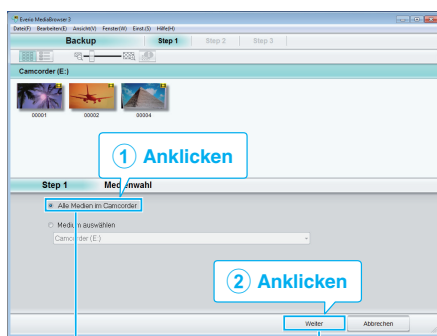 Everio MediaBrowser 3
Datei(F) Bearbeiten(E) Ansicht(V) Fenster(W) Einst.(S) Hilfe(H)
Backup Step 1 Step 2 Step 3
Camcorder (E:)
00001 00002 00004
① Anklicken
Step 1 Medienwahl
Alle Medien im Camcorder
Medium auswählen
Camcorder (E:)
② Anklicken
Weiter Abbrechen